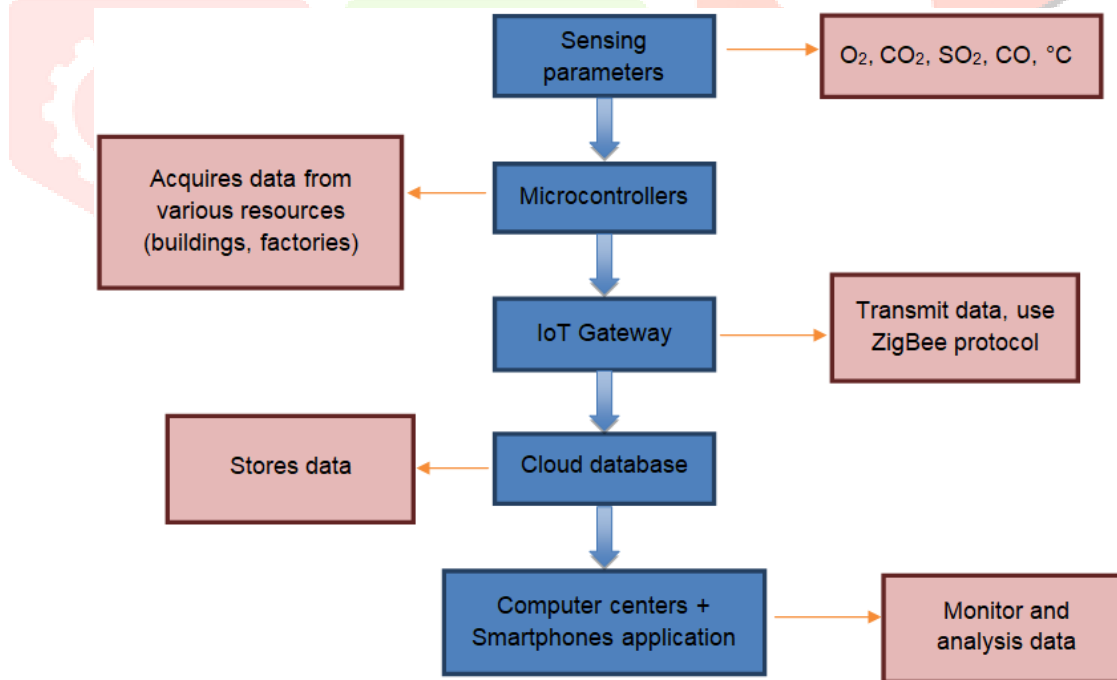 Sensing
parameters
O₂, CO₂, SO₂, CO, °C
Acquires data from
various resources
(buildings, factories)
Microcontrollers
IoT Gateway
Transmit data, use
ZigBee protocol
Stores data
Cloud database
Computer centers +
Smartphones application
Monitor and
analysis data